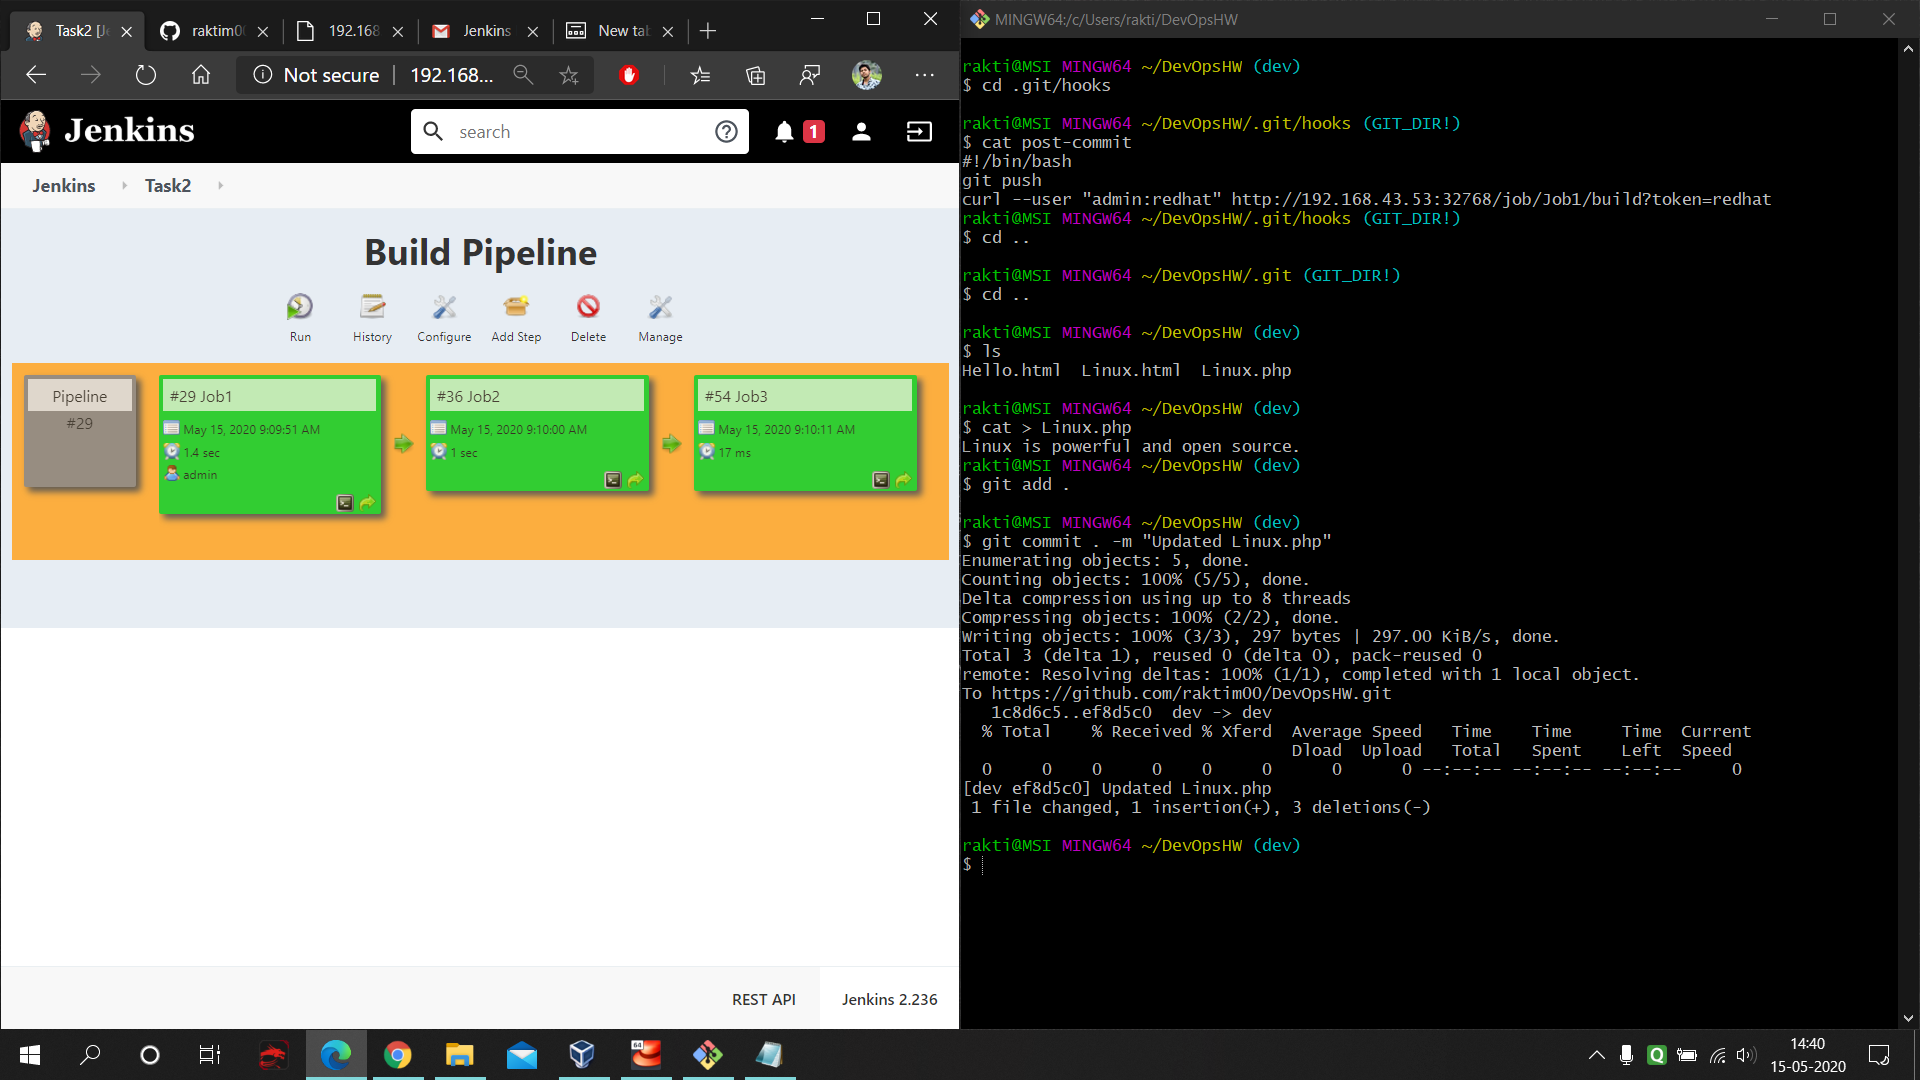 Task2 [Je
raktim00
192.168
Jenkins
New tab
Not secure
192.168...
Jenkins
search
1
Jenkins
Task2
Build Pipeline
Run
History
Configure
Add Step
Delete
Manage
Pipeline
#29
#29 Job1
May 15, 2020 9:09:51 AM
1.4 sec
admin
#36 Job2
May 15, 2020 9:10:00 AM
1 sec
#54 Job3
May 15, 2020 9:10:11 AM
17 ms
REST API
Jenkins 2.236
MINGW64:/c/Users/rakti/DevOpsHW
rakti@MSI MINGW64 ~/DevOpsHW (dev)
$ cd .git/hooks
rakti@MSI MINGW64 ~/DevOpsHW/.git/hooks (GIT_DIR!)
$ cat post-commit
#!/bin/bash
git push
curl --user "admin:redhat" http://192.168.43.53:32768/job/Job1/build?token=redhat
rakti@MSI MINGW64 ~/DevOpsHW/.git/hooks (GIT_DIR!)
$ cd ..
rakti@MSI MINGW64 ~/DevOpsHW/.git (GIT_DIR!)
$ cd ..
rakti@MSI MINGW64 ~/DevOpsHW (dev)
$ ls
Hello.html  Linux.html  Linux.php
rakti@MSI MINGW64 ~/DevOpsHW (dev)
$ cat > Linux.php
Linux is powerful and open source.
rakti@MSI MINGW64 ~/DevOpsHW (dev)
$ git add .
rakti@MSI MINGW64 ~/DevOpsHW (dev)
$ git commit . -m "Updated Linux.php"
Enumerating objects: 5, done.
Counting objects: 100% (5/5), done.
Delta compression using up to 8 threads
Compressing objects: 100% (2/2), done.
Writing objects: 100% (3/3), 297 bytes | 297.00 KiB/s, done.
Total 3 (delta 1), reused 0 (delta 0), pack-reused 0
remote: Resolving deltas: 100% (1/1), completed with 1 local object.
To https://github.com/raktim00/DevOpsHW.git
1c8d6c5..ef8d5c0  dev -> dev
% Total    % Received % Xferd  Average Speed   Time    Time     Time  Current
Dload  Upload   Total   Spent    Left  Speed
0     0    0     0    0     0      0      0 --:--:-- --:--:-- --:--:--     0
[dev ef8d5c0] Updated Linux.php
1 file changed, 1 insertion(+), 3 deletions(-)
rakti@MSI MINGW64 ~/DevOpsHW (dev)
$
64
Q
14:40
15-05-2020